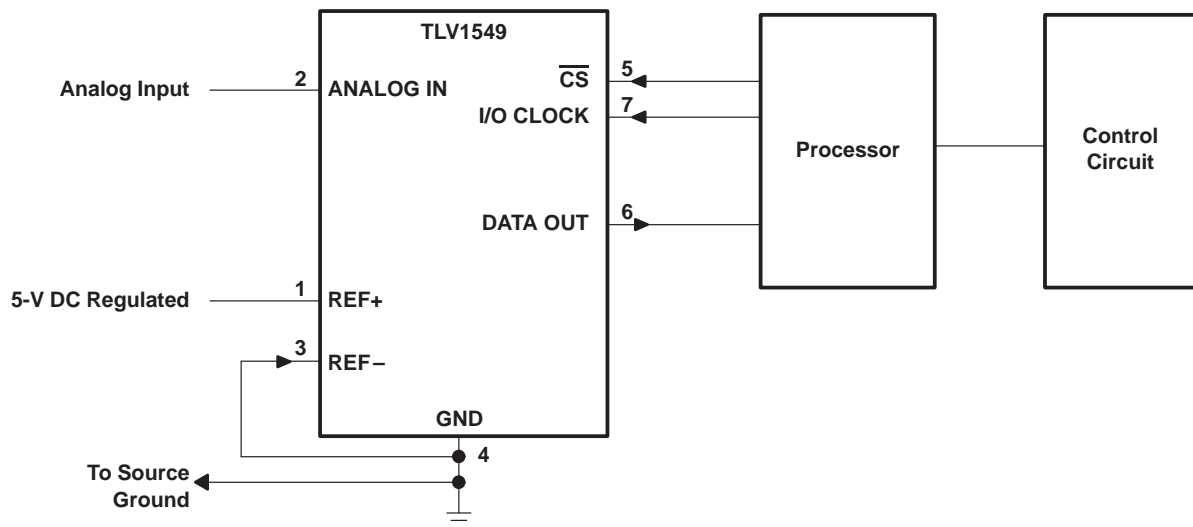 TLV1549
Analog Input
2
ANALOG IN
CS
5
I/O CLOCK
7
DATA OUT
6
5-V DC Regulated
1
REF+
3
REF–
GND
4
To Source
Ground
Processor
Control
Circuit